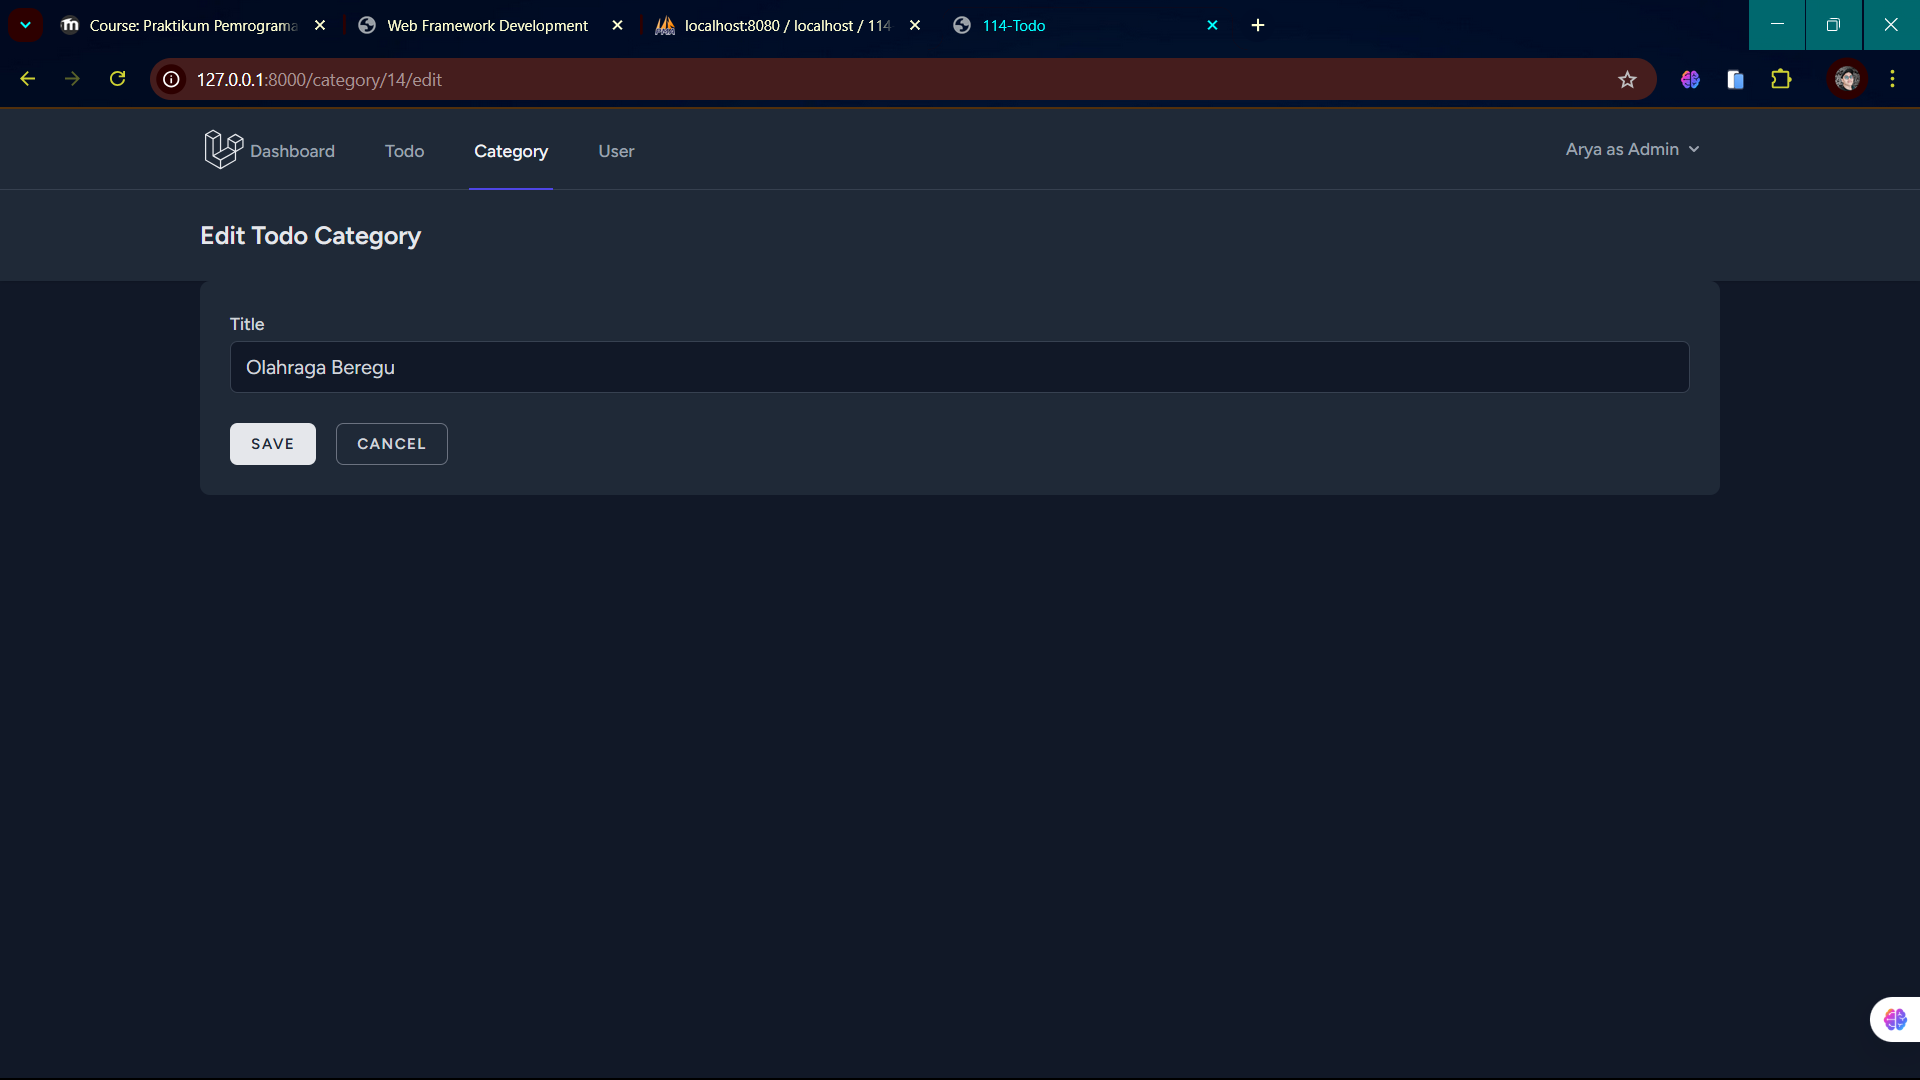 Course: Praktikum Pemrograma
Web Framework Development
localhost:8080 / localhost / 114
114-Todo
127.0.0.1:8000/category/14/edit
Dashboard
Todo
Category
User
Arya as Admin
Edit Todo Category
Title
Olahraga Beregu
SAVE
CANCEL